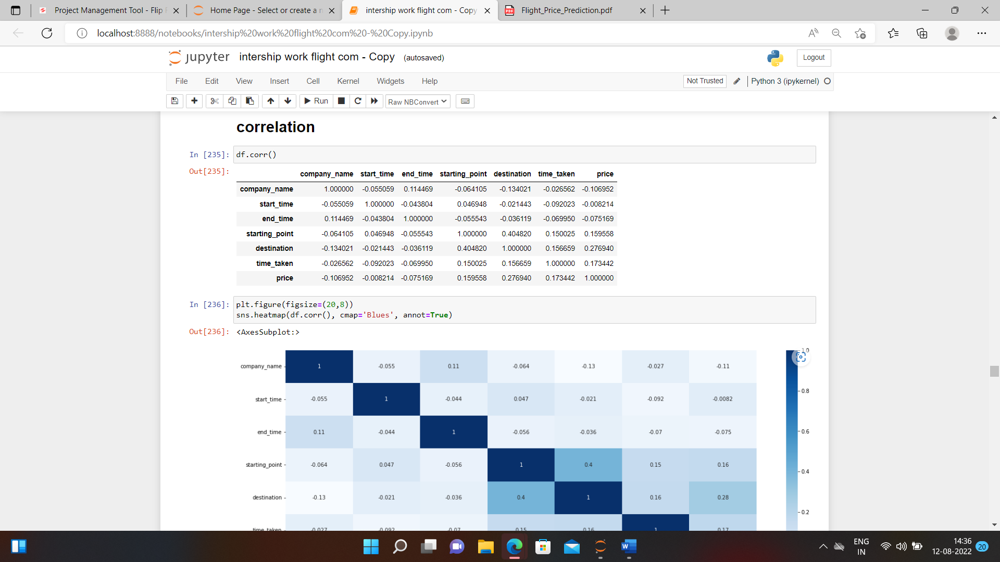 Project Management Tool - Flip
Home Page - Select or create a n
intership work flight com - Copy
Flight_Price_Prediction.pdf
localhost:8888/notebooks/intership%20work%20flight%20com%20-%20Copy.ipynb
jupyter intership work flight com - Copy (autosaved)
Logout
File Edit View Insert Cell Kernel Widgets Help
Not Trusted Python 3 (ipykernel)
Run Raw NBConvert
correlation
In [235]: df.corr()
Out[235]:
company_name start_time end_time starting_point destination time_taken price
company_name 1.000000 -0.055059 0.114469 -0.064105 -0.134021 -0.026562 -0.106952
start_time -0.055059 1.000000 -0.043804 0.046948 -0.021443 -0.092023 -0.008214
end_time 0.114469 -0.043804 1.000000 -0.055543 -0.036119 -0.069950 -0.075169
starting_point -0.064105 0.046948 -0.055543 1.000000 0.404820 0.150025 0.159558
destination -0.134021 -0.021443 -0.036119 0.404820 1.000000 0.156659 0.276940
time_taken -0.026562 -0.092023 -0.069950 0.150025 0.156659 1.000000 0.173442
price -0.106952 -0.008214 -0.075169 0.159558 0.276940 0.173442 1.000000
In [236]: plt.figure(figsize=(20,8))
sns.heatmap(df.corr(), cmap='Blues', annot=True)
Out[236]: <AxesSubplot:>
company_name 1 -0.055 0.11 -0.064 -0.13 -0.027 -0.11
start_time -0.055 1 -0.044 0.047 -0.021 -0.092 -0.0082
end_time 0.11 -0.044 1 -0.056 -0.036 -0.07 -0.075
starting_point -0.064 0.047 -0.056 1 0.4 0.15 0.16
destination -0.13 -0.021 -0.036 0.4 1 0.16 0.28
time_taken -0.027 -0.092 -0.07 0.15 0.16 1 0.17
1.0
0.8
0.6
0.4
0.2
ENG
IN
14:36
12-08-2022
20